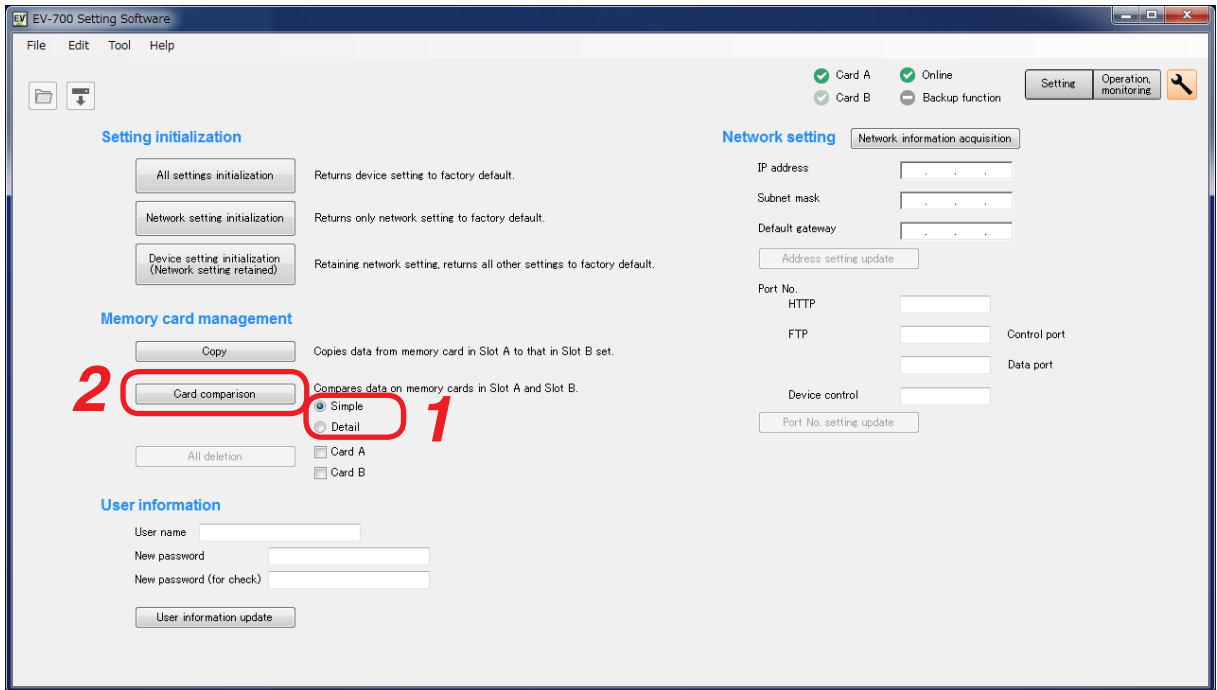 EV EV-700 Setting Software
File Edit Tool Help
Card A Online
Card B Backup function
Setting
Operation,
monitoring
Setting initialization
All settings initialization Returns device setting to factory default.
Network setting initialization Returns only network setting to factory default.
Device setting initialization
(Network setting retained)
Retaining network setting, returns all other settings to factory default.
Memory card management
Copy Copies data from memory card in Slot A to that in Slot B set.
2 Card comparison Compares data on memory cards in Slot A and Slot B.
Simple
Detail
1
All deletion Card A
Card B
User information
User name
New password
New password (for check)
User information update
Network setting Network information acquisition
IP address . . .
Subnet mask . . .
Default gateway . . .
Address setting update
Port No.
HTTP
FTP Control port
Data port
Device control
Port No. setting update